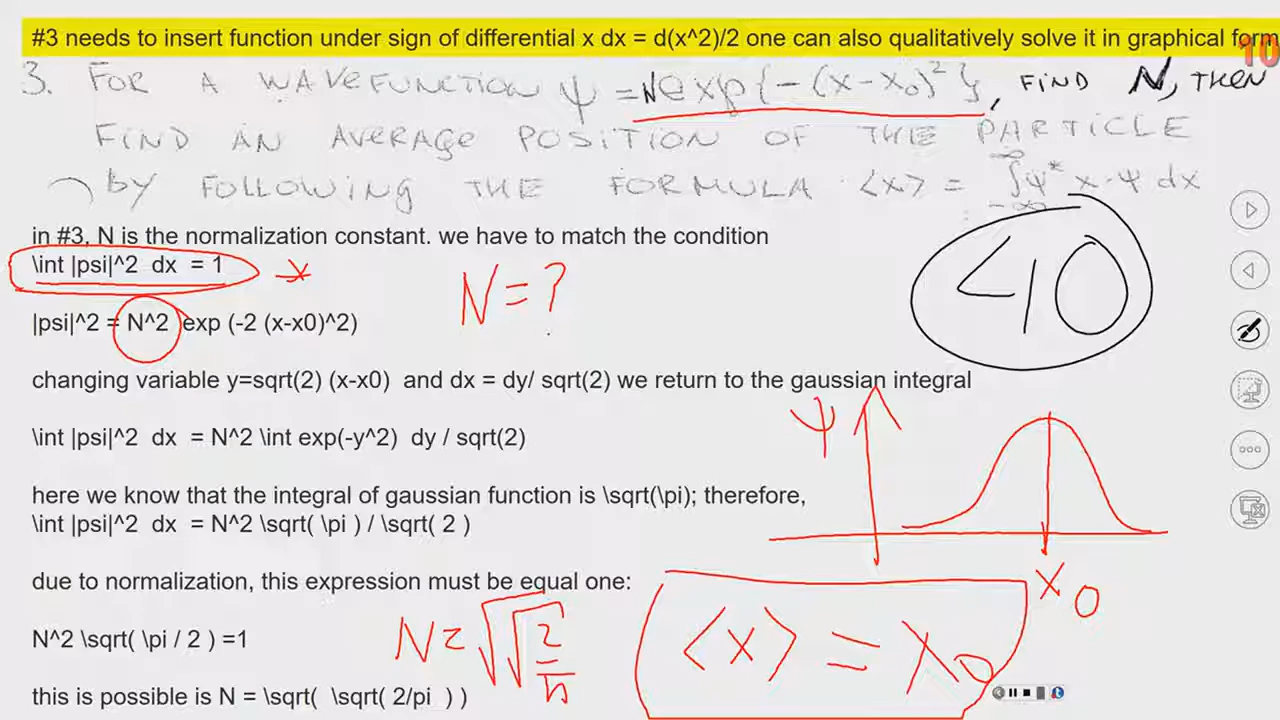 #3 needs to insert function under sign of differential x dx = d(x^2)/2 one can also qualitatively solve it in graphical form
10
3. FOR A WAVEFUNCTION ψ = N exp{-(x-x₀)²}, FIND N, THEN
FIND AN AVERAGE POSITION OF THE PARTICLE
BY FOLLOWING THE FORMULA <x> = ∫ψ* x·ψ dx
∞
-∞
in #3, N is the normalization constant. we have to match the condition
\int |psi|^2 dx = 1
N=?
<10
|psi|^2 = N^2 exp (-2 (x-x0)^2)
changing variable y=sqrt(2) (x-x0) and dx = dy/ sqrt(2) we return to the gaussian integral
ψ
\int |psi|^2 dx = N^2 \int exp(-y^2) dy / sqrt(2)
here we know that the integral of gaussian function is \sqrt(\pi); therefore,
\int |psi|^2 dx = N^2 \sqrt( \pi ) / \sqrt( 2 )
x₀
due to normalization, this expression must be equal one:
N^2 \sqrt( \pi / 2 ) =1
N = √√2/π
<x> = x₀
this is possible is N = \sqrt( \sqrt( 2/pi ) )